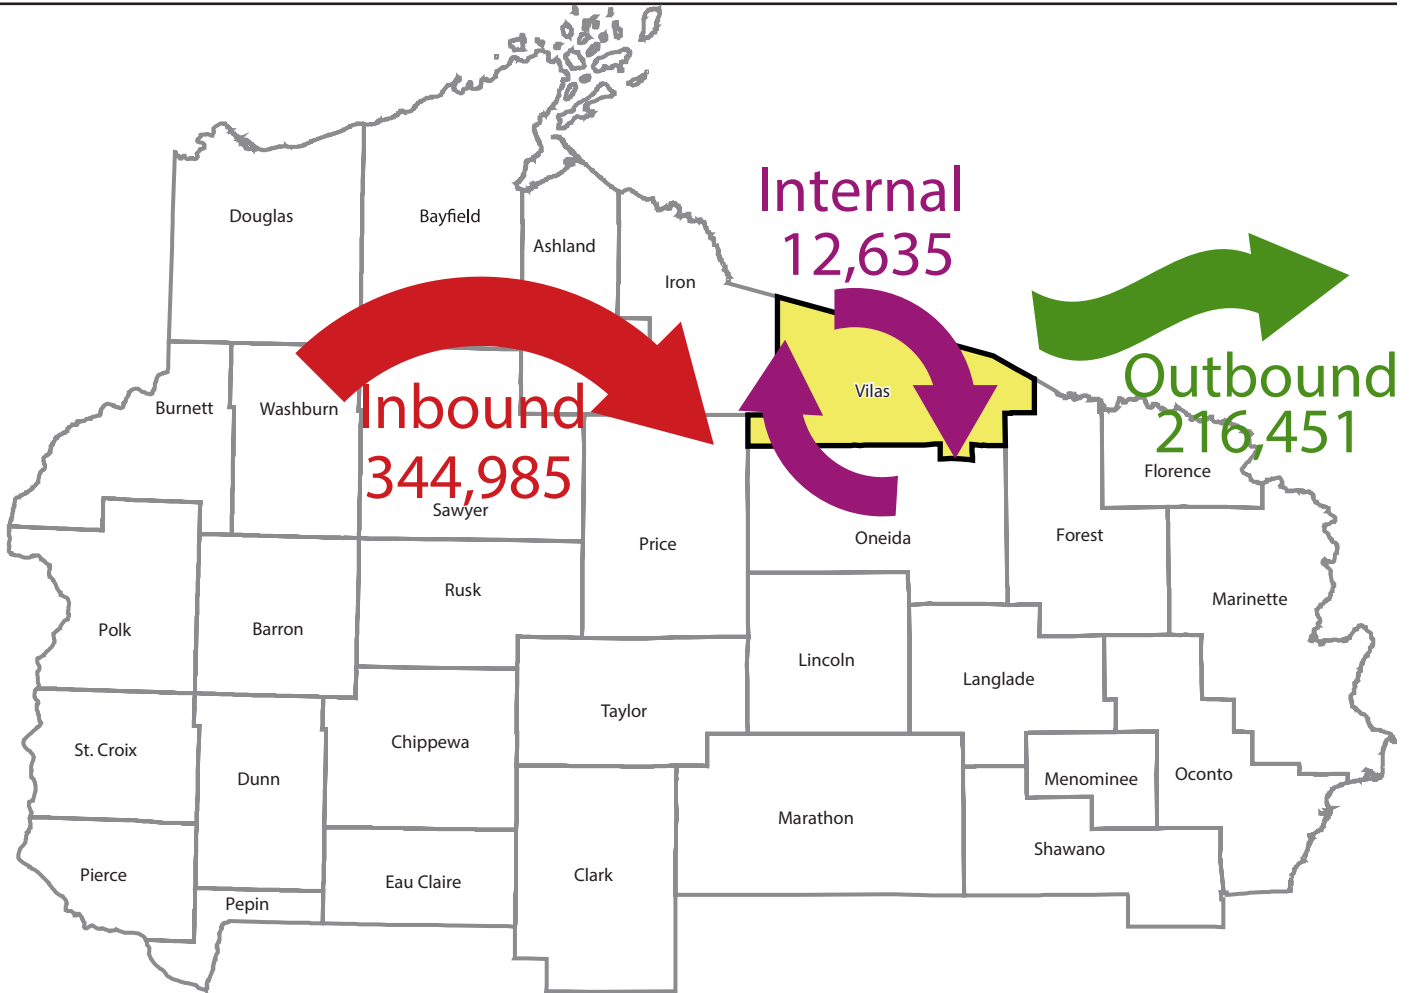 Internal
12,635
Douglas
Bayfield
Ashland
Iron
Outbound
216,451
Vilas
Burnett
Washburn
Inbound
344,985
Florence
Sawyer
Price
Oneida
Forest
Rusk
Marinette
Polk
Barron
Lincoln
Langlade
Taylor
St. Croix
Chippewa
Dunn
Menominee
Oconto
Marathon
Shawano
Pierce
Eau Claire
Clark
Pepin